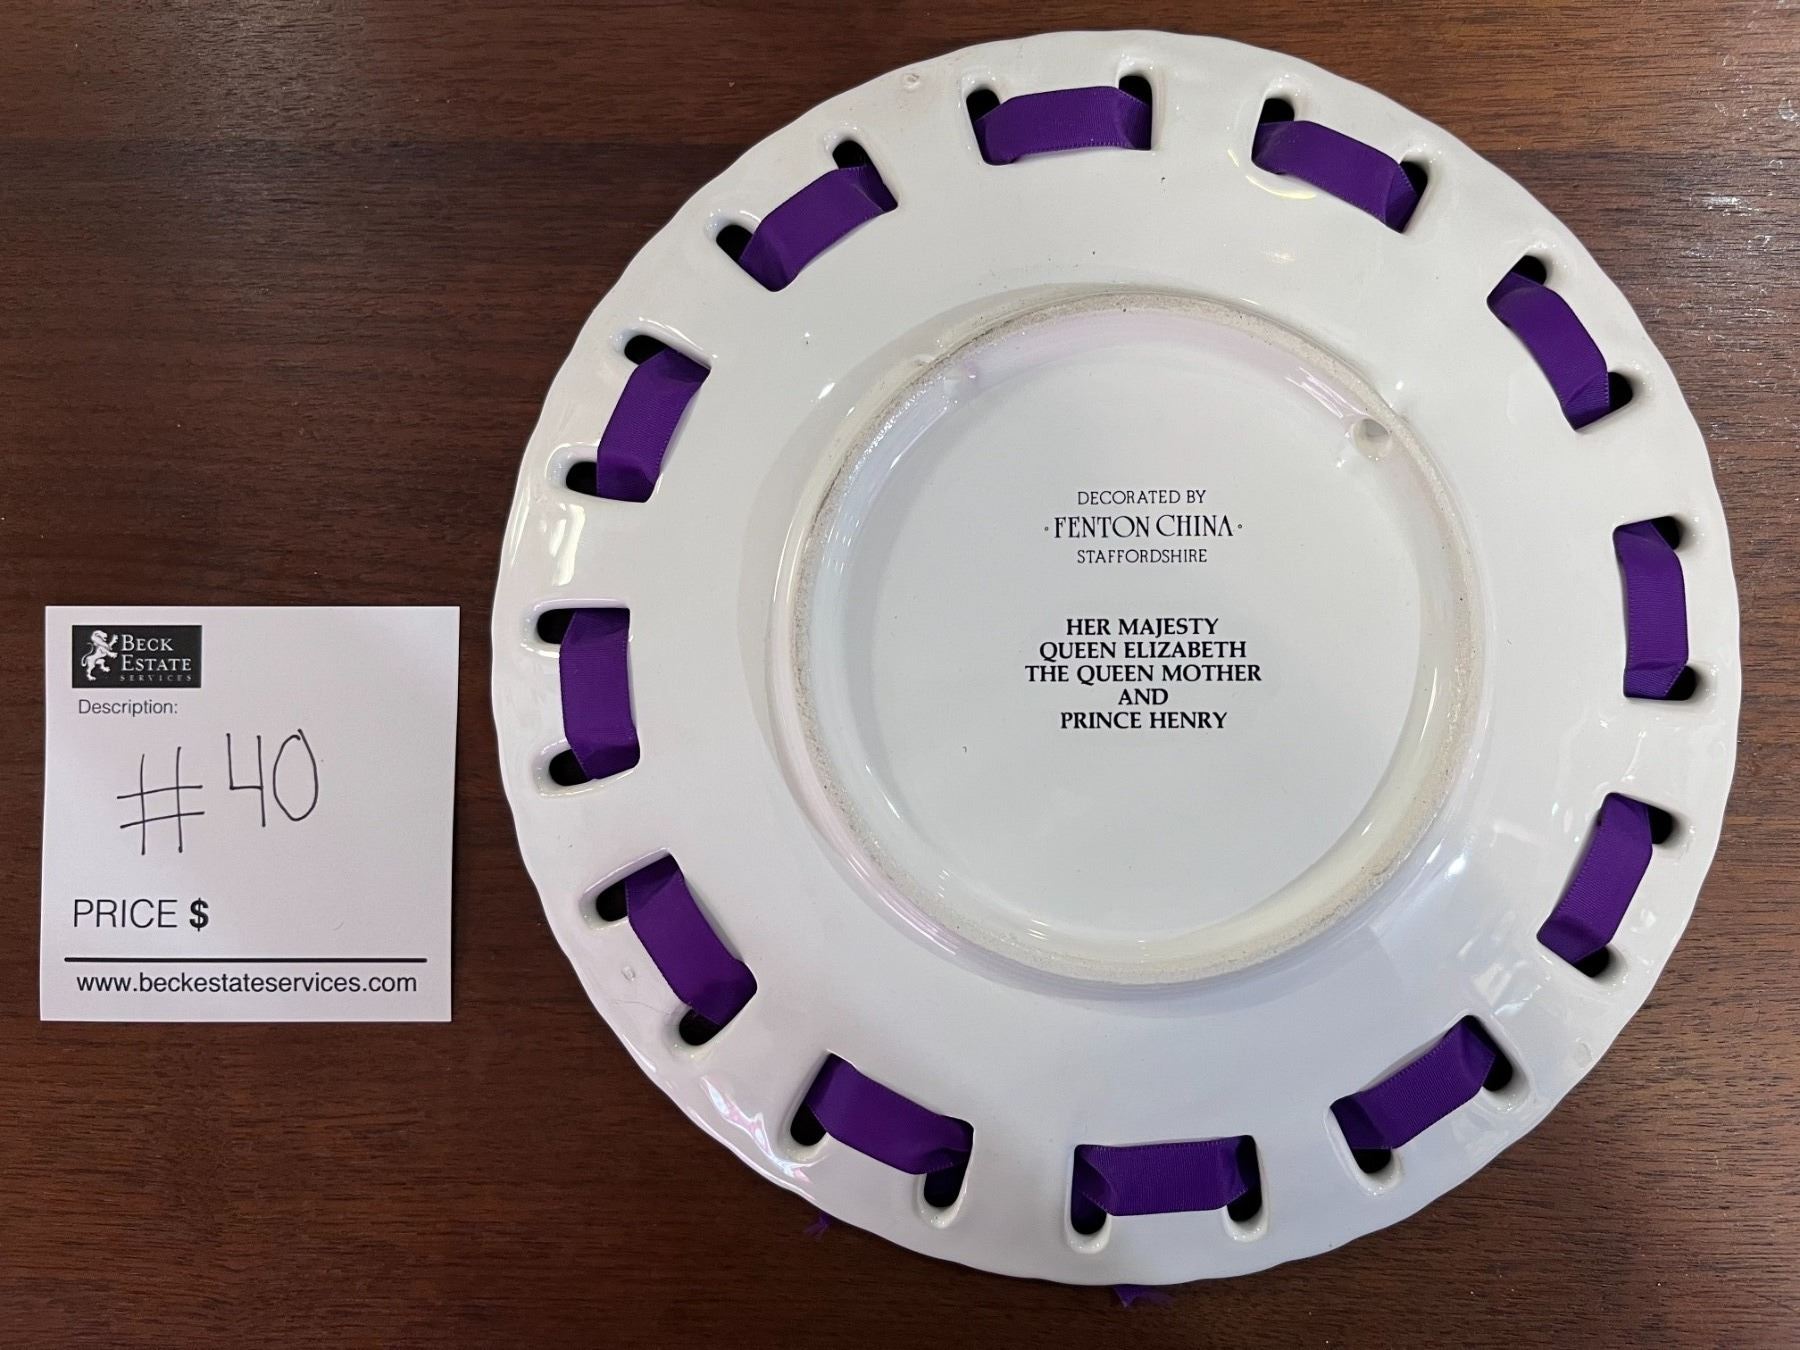 BECK
ESTATE
SERVICES
Description:
#40
PRICE $
www.beckestateservices.com
DECORATED BY
· FENTON CHINA ·
STAFFORDSHIRE
HER MAJESTY
QUEEN ELIZABETH
THE QUEEN MOTHER
AND
PRINCE HENRY